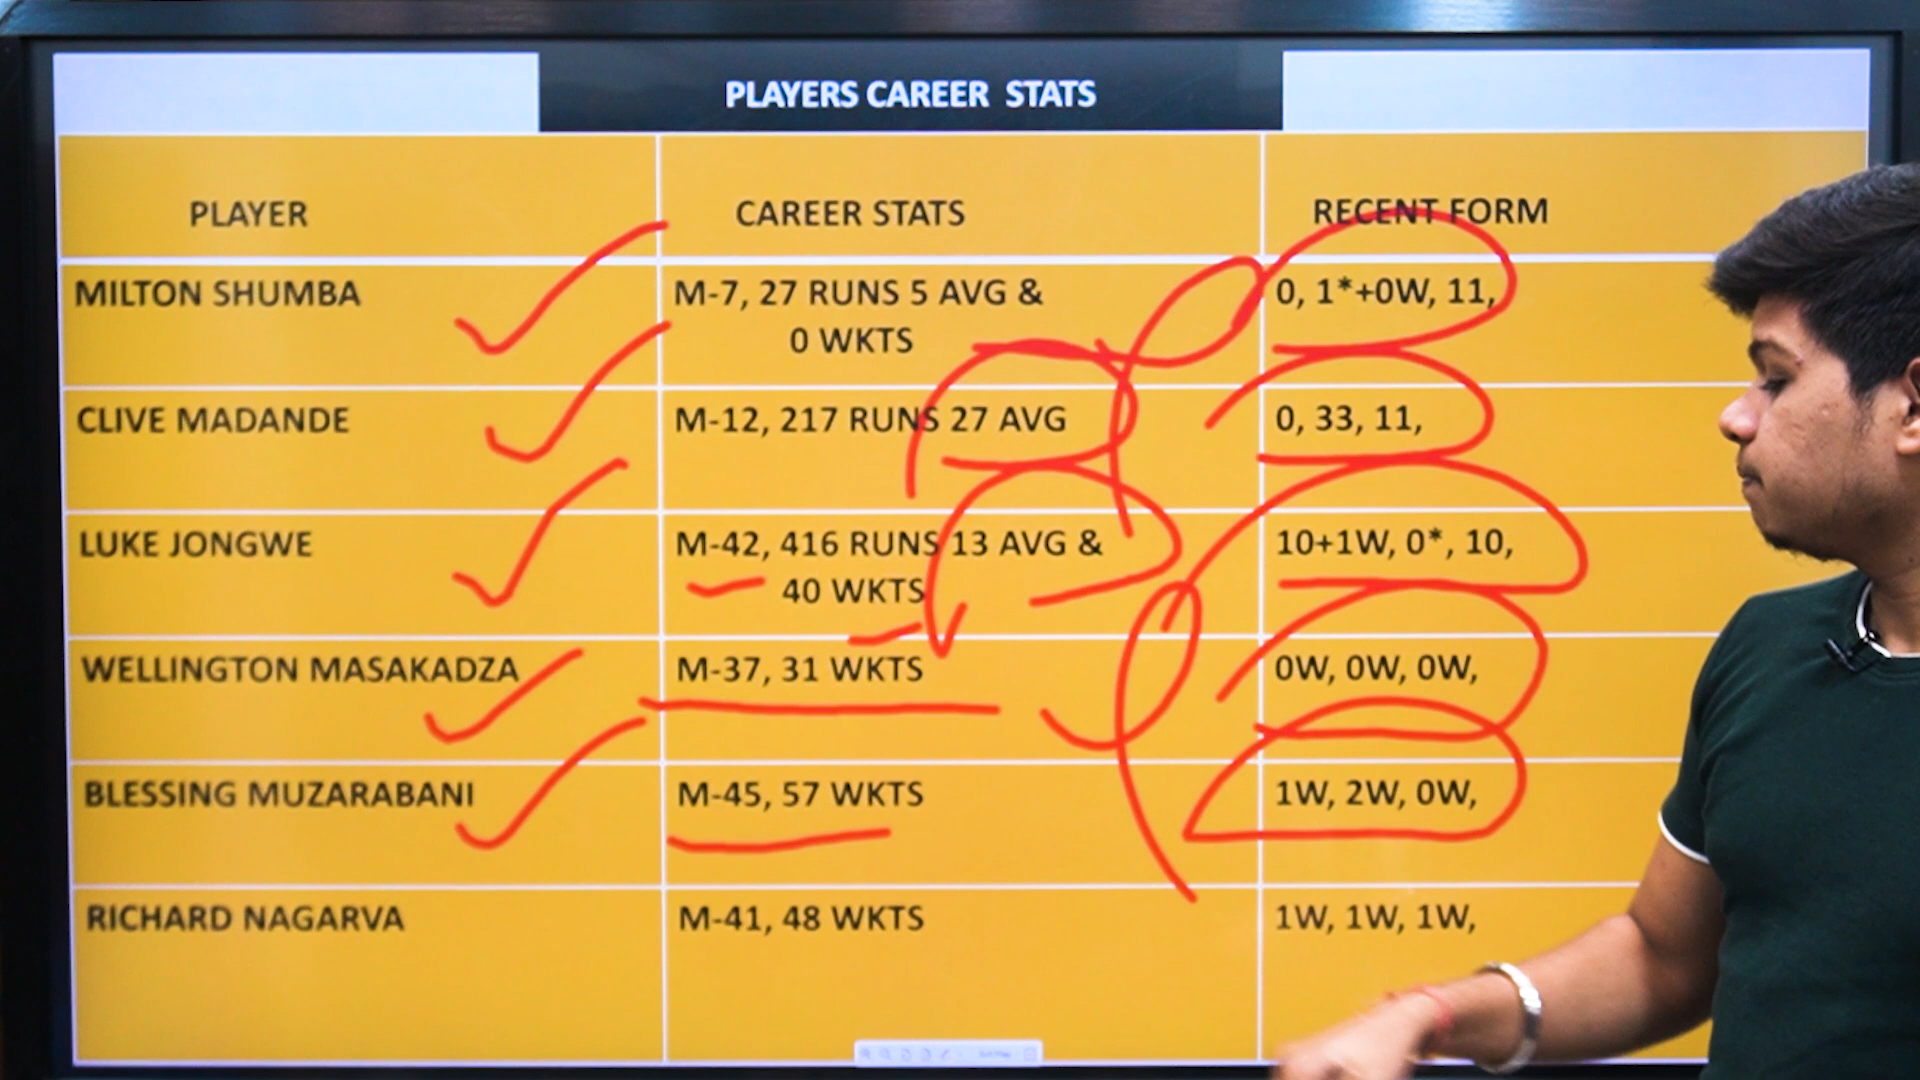 PLAYERS CAREER STATS
PLAYER CAREER STATS RECENT FORM
MILTON SHUMBA M-7, 27 RUNS 5 AVG & 0, 1*+0W, 11,
0 WKTS
CLIVE MADANDE M-12, 217 RUNS 27 AVG 0, 33, 11,
LUKE JONGWE M-42, 416 RUNS 13 AVG & 10+1W, 0*, 10,
40 WKTS
WELLINGTON MASAKADZA M-37, 31 WKTS 0W, 0W, 0W,
BLESSING MUZARABANI M-45, 57 WKTS 1W, 2W, 0W,
RICHARD NAGARVA M-41, 48 WKTS 1W, 1W, 1W,